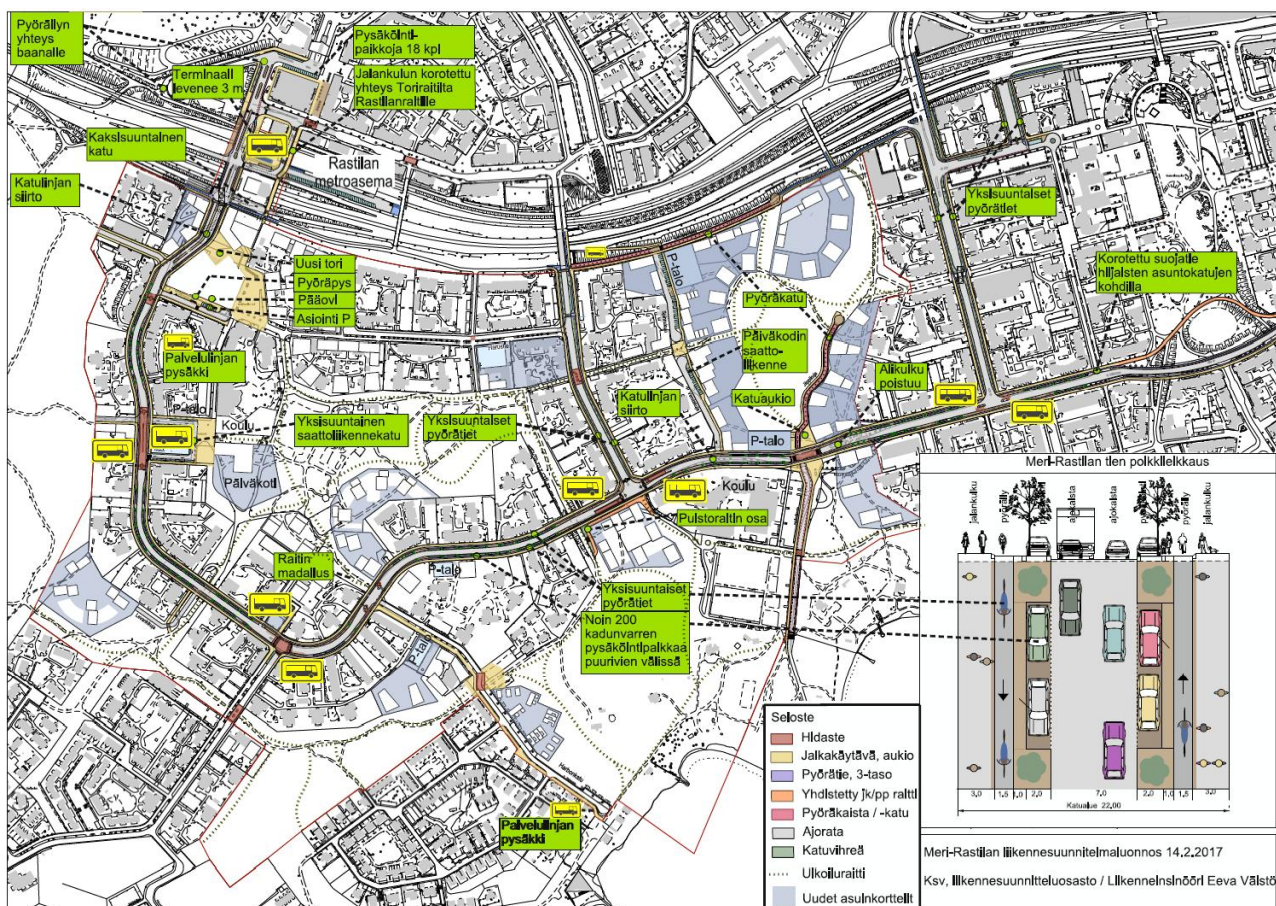 Pyöräilyn
yhteys
baanalle
Pysäköinti-
paikkoja 18 kpl
Terminaali
levenee 3 m
Jalankulun korotettu
yhteys Toriraitilta
Rastilanraitille
Kaksisuuntainen
katu
Rastilan
metroasema
Katulinjan
siirto
Yksisuuntaiset
pyörätiet
Uusi tori
Pyöräpys
Pääovi
Asiointi P
P-talo
Korotettu suojatie
hiljaisten asuntokatujen
kohdilla
Pyöräkatu
Palvelulinjan
pysäkki
Päiväkodin
saatto-
liikenne
Alikulku
poistuu
P-talo
Koulu
Yksisuuntainen
saattoliikennekatu
Yksisuuntaiset
pyörätiet
Katulinjan
siirto
Katuaukio
P-talo
Päiväkoti
Koulu
Puistoraitin osa
Raitin
madallus
P-talo
Yksisuuntaiset
pyörätiet
Noin 200
kadunvarren
pysäköintipaikkaa
puurivien välissä
P-talo
Palvelulinjan
pysäkki
Meri-Rastilan tien poikkileikkaus
jalankulku
pyöräily
ajokaista
ajokaista
pyöräily
jalankulku
3,0 1,5 1,0 2,0 7,0 2,0 1,0 1,5 3,0
Katualue 22,00
Seloste
Hidaste
Jalkakäytävä, aukio
Pyörätie, 3-taso
Yhdistetty jk/pp raitti
Pyöräkaista / -katu
Ajorata
Katuvihreä
Ulkoiluraitti
Uudet asuinkorttelit
Meri-Rastilan liikennesuunnitelmaluonnos 14.2.2017
Ksv, liikennesuunnitteluosasto / Liikenneinsinööri Eeva Väistö